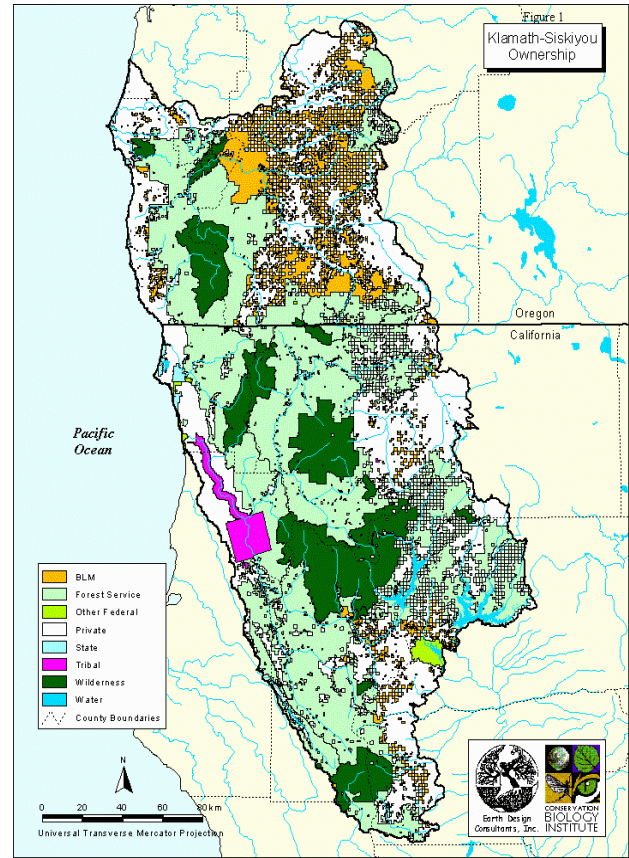 Figure 1
Klamath-Siskiyou
Ownership
Oregon
California
Pacific
Ocean
BLM
Forest Service
Other Federal
Private
State
Tribal
Wilderness
Water
County Boundaries
N
0 20 40 60 80 km
Universal Transverse Mercator Projection
Earth Design
Consultants, Inc.
CONSERVATION
BIOLOGY
INSTITUTE